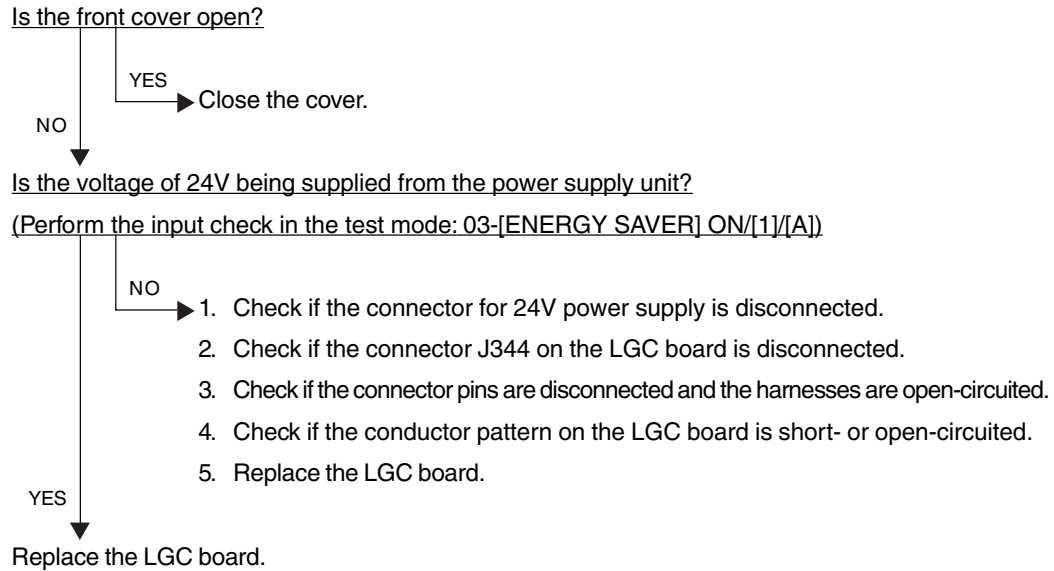 Is the front cover open?
YES
Close the cover.
NO
Is the voltage of 24V being supplied from the power supply unit?
(Perform the input check in the test mode: 03-[ENERGY SAVER] ON/[1]/[A])
NO
1. Check if the connector for 24V power supply is disconnected.
2. Check if the connector J344 on the LGC board is disconnected.
3. Check if the connector pins are disconnected and the harnesses are open-circuited.
4. Check if the conductor pattern on the LGC board is short- or open-circuited.
5. Replace the LGC board.
YES
Replace the LGC board.